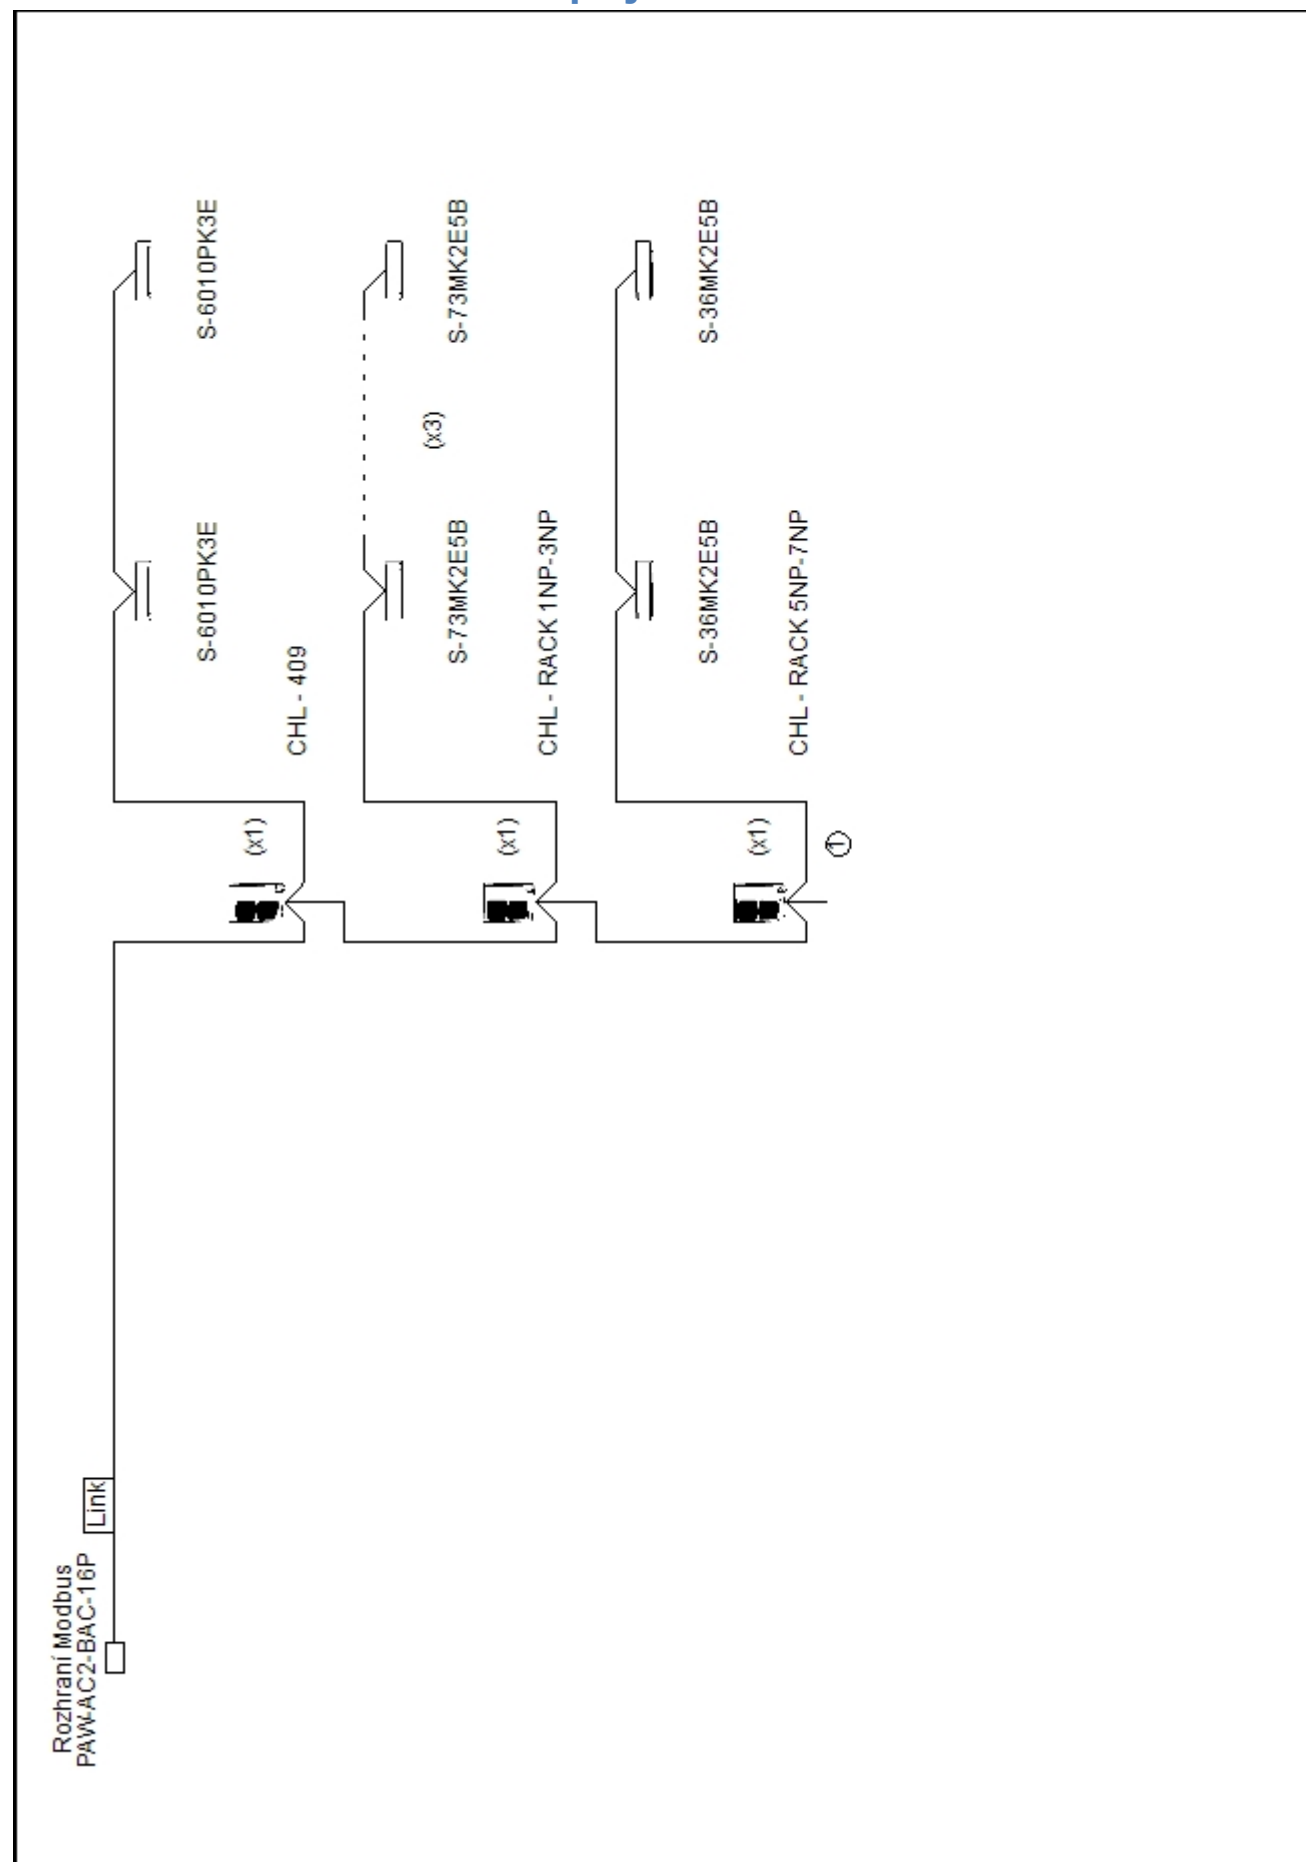 Rozhraní Modbus
PAW-AC2-BAC-16P
Link
S-6010PK3E
S-6010PK3E
(x1)
CHL - 409
(x3)
S-73MK2E5B
S-73MK2E5B
(x1)
CHL - RACK 1NP-3NP
S-36MK2E5B
S-36MK2E5B
(x1)
CHL - RACK 5NP-7NP
1